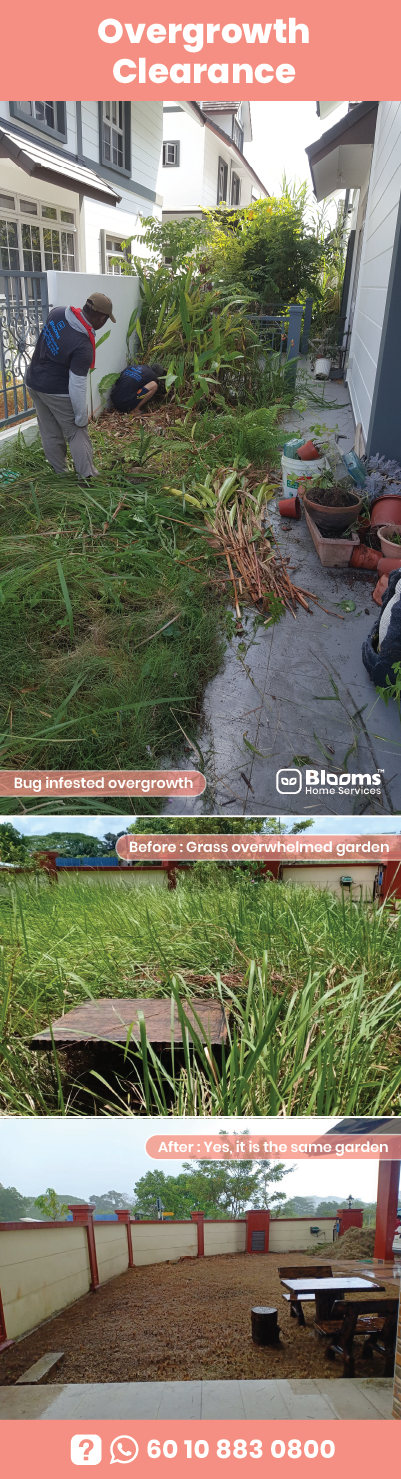 Overgrowth
Clearance
Blooms
Bug infested overgrowth
Blooms™
Home Services
Before : Grass overwhelmed garden
After : Yes, it is the same garden
? 60 10 883 0800